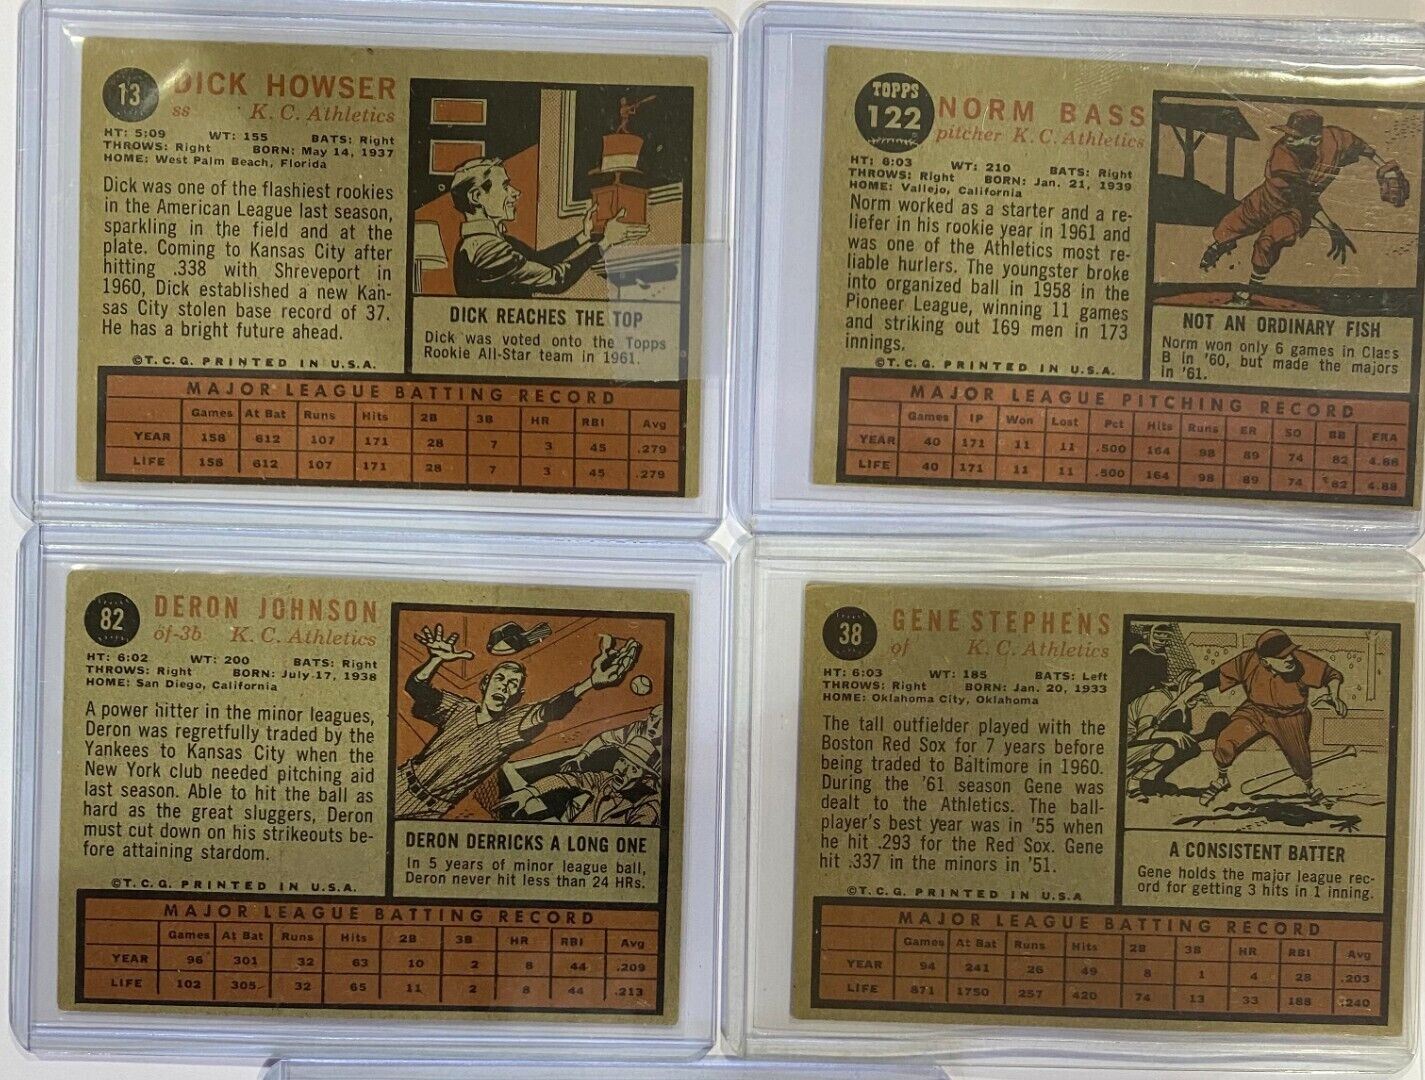 13
DICK HOWSER
ss K. C. Athletics
HT: 5:09 WT: 155 BATS: Right
THROWS: Right BORN: May 14, 1937
HOME: West Palm Beach, Florida
Dick was one of the flashiest rookies
in the American League last season,
sparkling in the field and at the
plate. Coming to Kansas City after
hitting .338 with Shreveport in
1960, Dick established a new Kan-
sas City stolen base record of 37.
He has a bright future ahead.
©T. C. G. PRINTED IN U.S.A.
DICK REACHES THE TOP
Dick was voted onto the Topps
Rookie All-Star team in 1961.
MAJOR LEAGUE BATTING RECORD
Games At Bat Runs Hits 2B 3B HR RBI Avg
YEAR 158 612 107 171 28 7 3 45 .279
LIFE 158 612 107 171 28 7 3 45 .279
TOPPS
122
NORM BASS
pitcher K. C. Athletics
HT: 6:03 WT: 210 BATS: Right
THROWS: Right BORN: Jan. 21, 1939
HOME: Vallejo, California
Norm worked as a starter and a re-
liefer in his rookie year in 1961 and
was one of the Athletics most re-
liable hurlers. The youngster broke
into organized ball in 1958 in the
Pioneer League, winning 11 games
and striking out 169 men in 173
innings.
©T. C. G. PRINTED IN U.S.A.
NOT AN ORDINARY FISH
Norm won only 6 games in Class
B in '60, but made the majors
in '61.
MAJOR LEAGUE PITCHING RECORD
Games IP Won Lost Pct Hits Runs ER SO BB ERA
YEAR 40 171 11 11 .500 164 98 89 74 82 4.68
LIFE 40 171 11 11 .500 164 98 89 74 82 4.68
82
DERON JOHNSON
of-3b K. C. Athletics
HT: 6:02 WT: 200 BATS: Right
THROWS: Right BORN: July 17, 1938
HOME: San Diego, California
A power hitter in the minor leagues,
Deron was regretfully traded by the
Yankees to Kansas City when the
New York club needed pitching aid
last season. Able to hit the ball as
hard as the great sluggers, Deron
must cut down on his strikeouts be-
fore attaining stardom.
©T. C. G. PRINTED IN U.S.A.
DERON DERRICKS A LONG ONE
In 5 years of minor league ball,
Deron never hit less than 24 HRs.
MAJOR LEAGUE BATTING RECORD
Games At Bat Runs Hits 2B 3B HR RBI Avg
YEAR 96 301 32 63 10 2 8 44 .209
LIFE 102 305 32 65 11 2 8 44 .213
38
GENE STEPHENS
of K. C. Athletics
HT: 6:03 WT: 185 BATS: Left
THROWS: Right BORN: Jan. 20, 1933
HOME: Oklahoma City, Oklahoma
The tall outfielder played with the
Boston Red Sox for 7 years before
being traded to Baltimore in 1960.
During the '61 season Gene was
dealt to the Athletics. The ball-
player's best year was in '55 when
he hit .293 for the Red Sox. Gene
hit .337 in the minors in '51.
©T. C. G. PRINTED IN U.S.A
A CONSISTENT BATTER
Gene holds the major league rec-
ord for getting 3 hits in 1 inning.
MAJOR LEAGUE BATTING RECORD
Games At Bat Runs Hits 2B 3B HR RBI Avg
YEAR 94 241 26 49 8 1 4 28 .203
LIFE 871 1750 257 420 74 13 33 188 .240